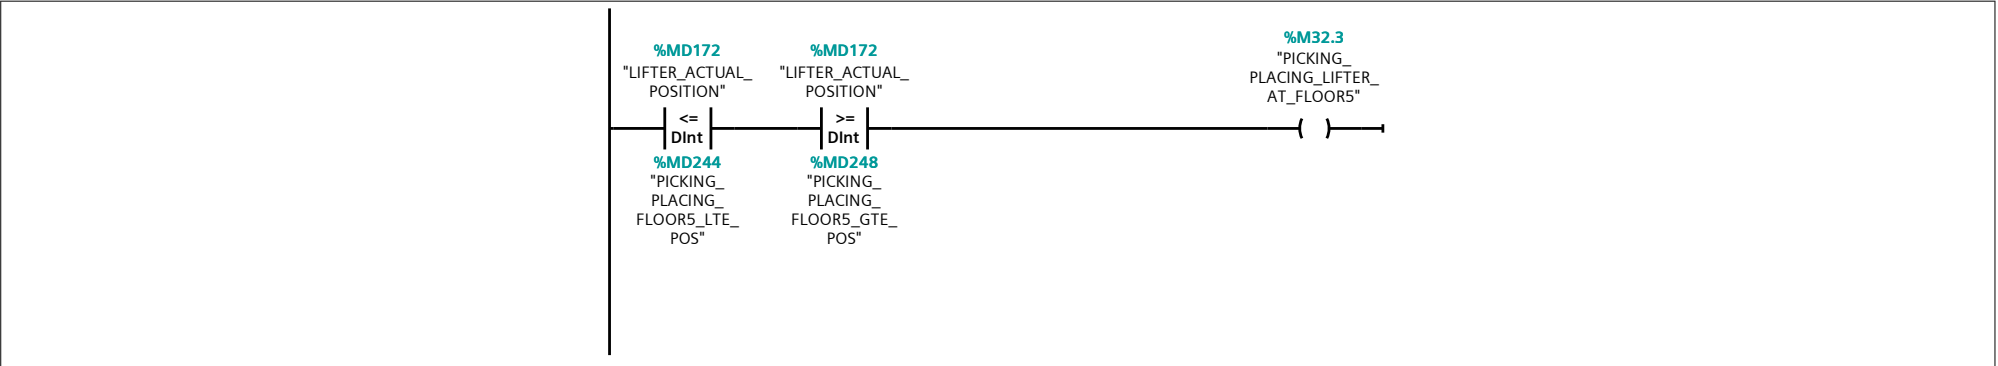 %MD172
"LIFTER_ACTUAL_
POSITION"
<=
DInt
%MD244
"PICKING_
PLACING_
FLOOR5_LTE_
POS"
%MD172
"LIFTER_ACTUAL_
POSITION"
>=
DInt
%MD248
"PICKING_
PLACING_
FLOOR5_GTE_
POS"
%M32.3
"PICKING_
PLACING_LIFTER_
AT_FLOOR5"